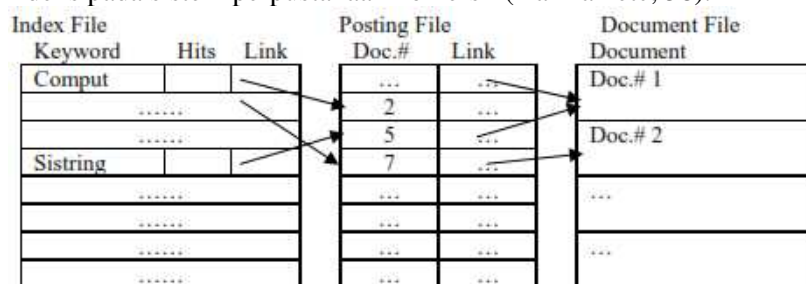 Index File Posting File Document File
Keyword Hits Link Doc.# Link Document
Comput ... ... Doc.# 1
...... 2 ...
...... 5 ... Doc.# 2
Sistring 7 ...
...... ... ... ...
...... ... ...
...... ... ... ...
...... ... ...